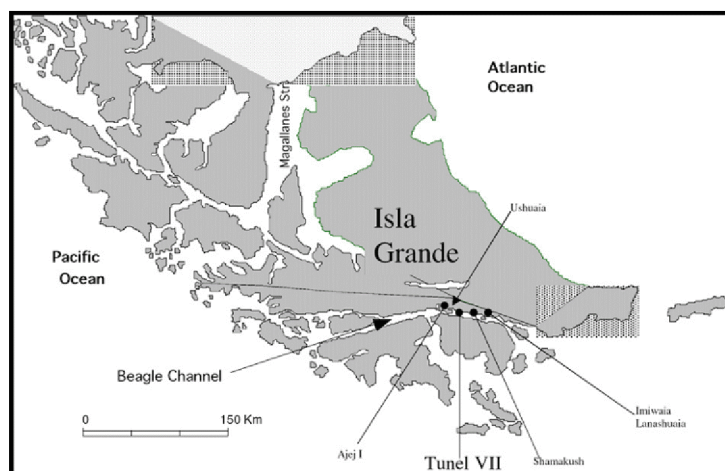 Atlantic
Ocean
Magallanes Str
Ushuaia
Isla
Grande
Pacific
Ocean
Beagle Channel
0 150 Km
Imiwaia
Lanashuaia
Ajej I
Tunel VII
Shamakush